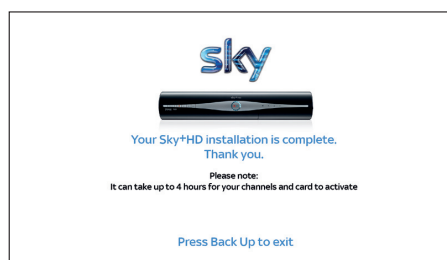 sky
Your Sky+HD installation is complete.
Thank you.
Please note:
It can take up to 4 hours for your channels and card to activate
Press Back Up to exit